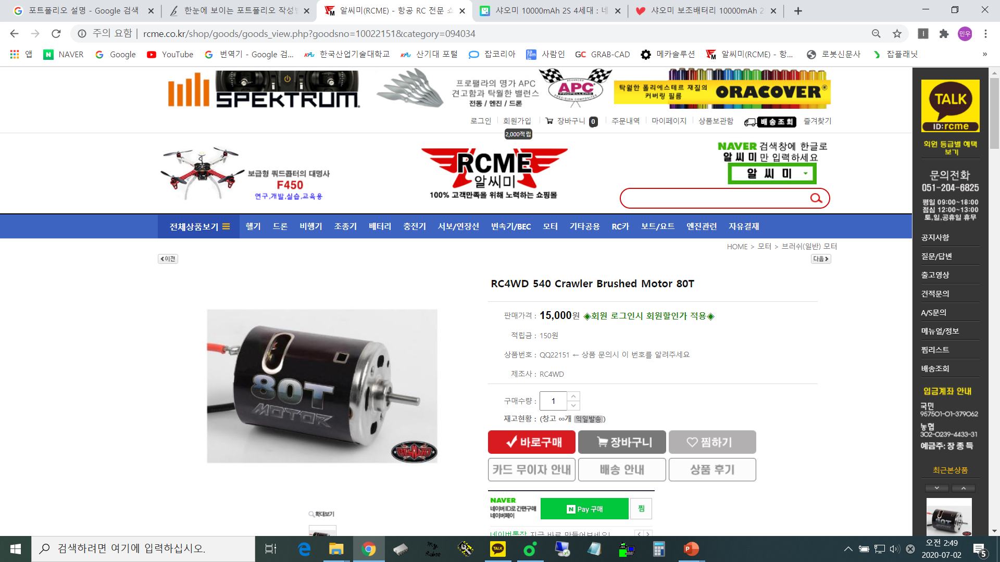 포트폴리오 설명 - Google 검색
한눈에 보이는 포트폴리오 작성법
알씨미(RCME) - 항공 RC 전문 쇼
샤오미 10000mAh 2S 4세대 : 네
샤오미 보조배터리 10000mAh 2
주의 요함 | rcme.co.kr/shop/goods/goods_view.php?goodsno=10022151&category=094034
민우
앱 NAVER Google YouTube 번역기 - Google 검... 한국산업기술대학교 산기대 포털 잡코리아 사람인 GRAB-CAD 메카솔루션 알씨미(RCME) - 항... 로봇신문사 잡플래닛 »
SPEKTRUM
프로펠라의 명가 APC
견고함과 탁월한 밸런스
전동 / 엔진 / 드론
ADVANCED
APC
PROPELLERS
PRECISION COMPOSITES
탁월한 폴리에스테르 재질의
커버링 필름
ORACOVER®
로그인 회원가입 장바구니 0 주문내역 마이페이지 상품보관함 배송조회 즐겨찾기
2,000적립
보급형 쿼드콥터의 대명사
F450
연구,개발,실습,교육용
RCME
알씨미
100% 고객만족을 위해 노력하는 쇼핑몰
NAVER 검색창에 한글로
알 씨 미 만 입력하세요
알 씨 미
전체상품보기 헬기 드론 비행기 조종기 배터리 충전기 서보/연장선 변속기/BEC 모터 기타공용 RC카 보트/요트 엔진관련 자유결재
HOME > 모터 > 브러쉬(일반) 모터
이전
다음
RC4WD 540 Crawler Brushed Motor 80T
판매가격 : 15,000원 ◈회원 로그인시 회원할인가 적용◈
적립금 : 150원
상품번호 : QQ22151 ← 상품 문의시 이 번호를 알려주세요
제조사 : RC4WD
구매수량 : 1
재고현황 : (창고 ∞개 익일발송)
바로구매 장바구니 찜하기
카드 무이자 안내 배송 안내 상품 후기
NAVER
네이버 ID로 간편구매
네이버페이
N Pay 구매
찜
네이버통장 지금 바로 만들어보세요!
80T
MOTOR
RC4WD
확대보기
TALK
ID:rcme
회원 등급별 혜택
보기
문의전화
051-204-6825
평일 09:00~18:00
점심 12:00~13:00
토,일,공휴일 휴무
공지사항
질문/답변
출고영상
견적문의
A/S문의
메뉴얼/정보
찜리스트
배송조회
입금계좌 안내
국민
957501-01-379062
농협
302-0239-4433-31
예금주: 장 종 득
최근본상품
80T
검색하려면 여기에 입력하십시오.
My
Robot
TALK
오전 2:49
2020-07-02
5